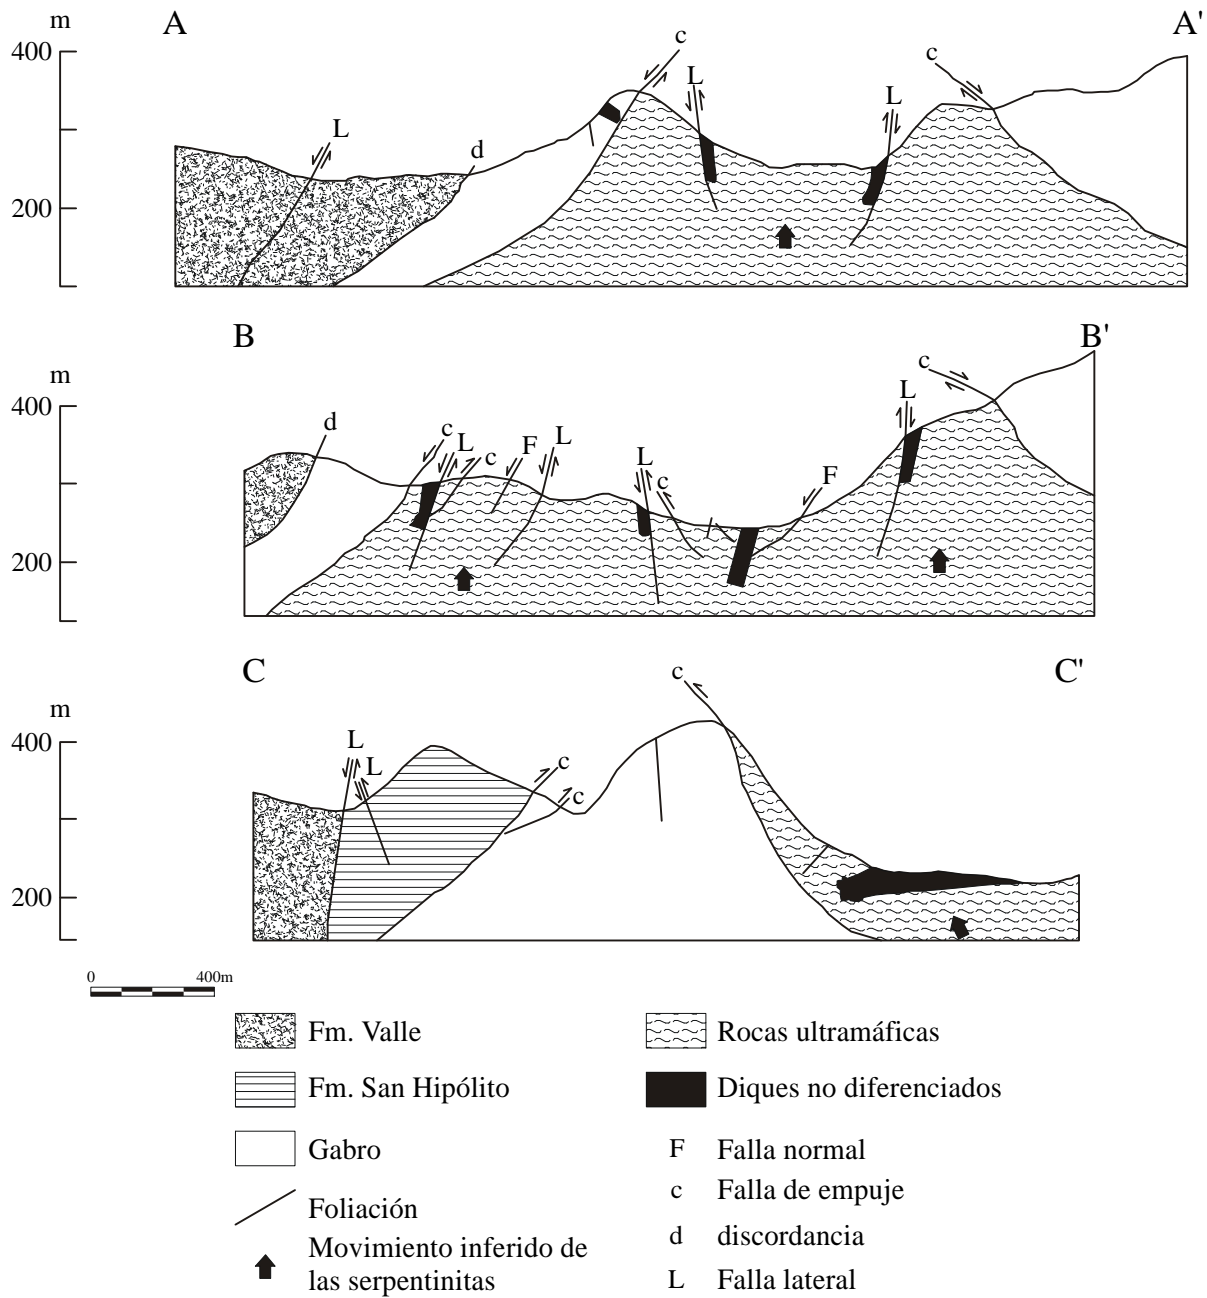 m
A
A'
400
200
L
d
c
L
L
c
B
B'
m
400
200
d
c
L
c
F
L
L
c
F
L
c
C
C'
m
400
200
L
L
c
c
c
0 400m
Fm. Valle
Fm. San Hipólito
Gabro
Foliación
Movimiento inferido de
las serpentinitas
Rocas ultramáficas
Diques no diferenciados
F Falla normal
c Falla de empuje
d discordancia
L Falla lateral